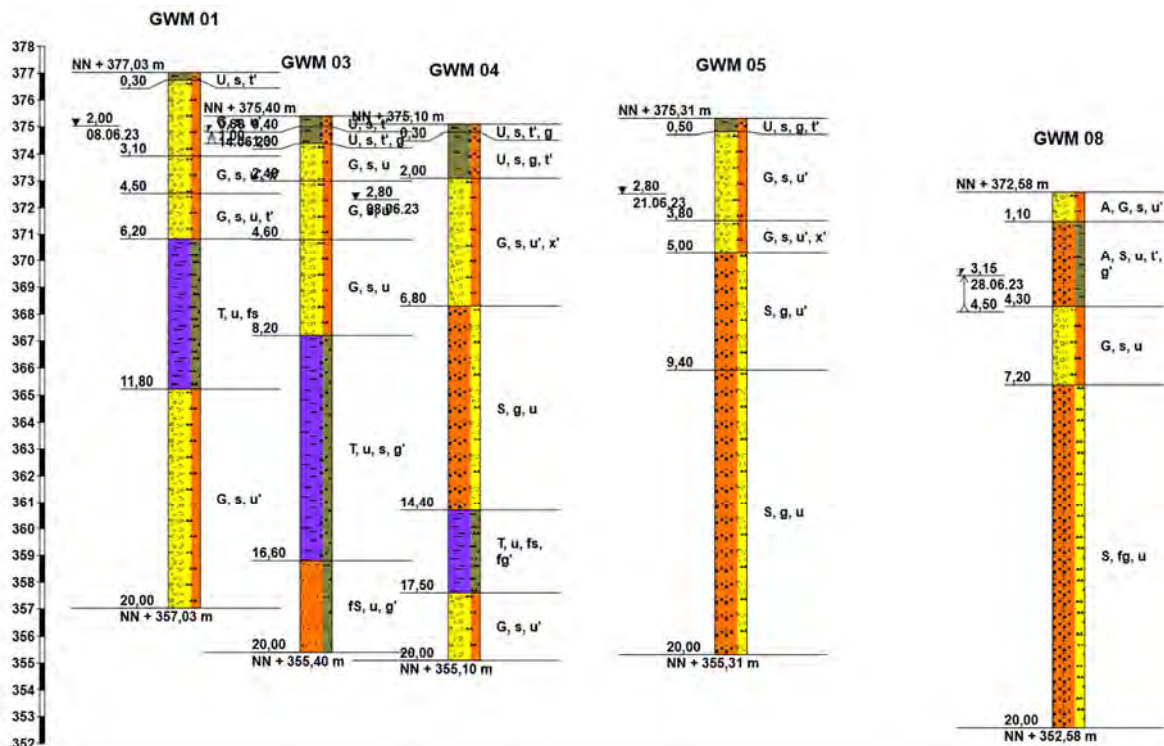 GWM 01
GWM 03
GWM 04
GWM 05
GWM 08
378
377
376
375
374
373
372
371
370
369
368
367
366
365
364
363
362
361
360
359
358
357
356
355
354
353
352
NN + 377,03 m
0,30
U, s, t'
2,00
08.06.23
3,10
G, s, u
4,50
G, s, u, t'
6,20
T, u, fs
11,80
G, s, u'
20,00
NN + 357,03 m
NN + 375,40 m
0,40
U, s, t'
14.06.23
U, s, t', g
G, s, u
4,60
G, s, u
8,20
T, u, s, g'
16,60
fS, u, g'
20,00
NN + 355,40 m
NN + 375,10 m
0,30
U, s, t', g
U, s, g, t'
2,00
2,80
08.06.23
G, s, u', x'
6,80
S, g, u
14,40
T, u, fs,
fg'
17,50
G, s, u'
20,00
NN + 355,10 m
NN + 375,31 m
0,50
U, s, g, t'
G, s, u'
2,80
21.06.23
3,80
G, s, u', x'
5,00
S, g, u'
9,40
S, g, u
20,00
NN + 355,31 m
NN + 372,58 m
A, G, s, u'
1,10
A, S, u, t',
g'
3,15
28.06.23
4,50
4,30
G, s, u
7,20
S, fg, u
20,00
NN + 352,58 m